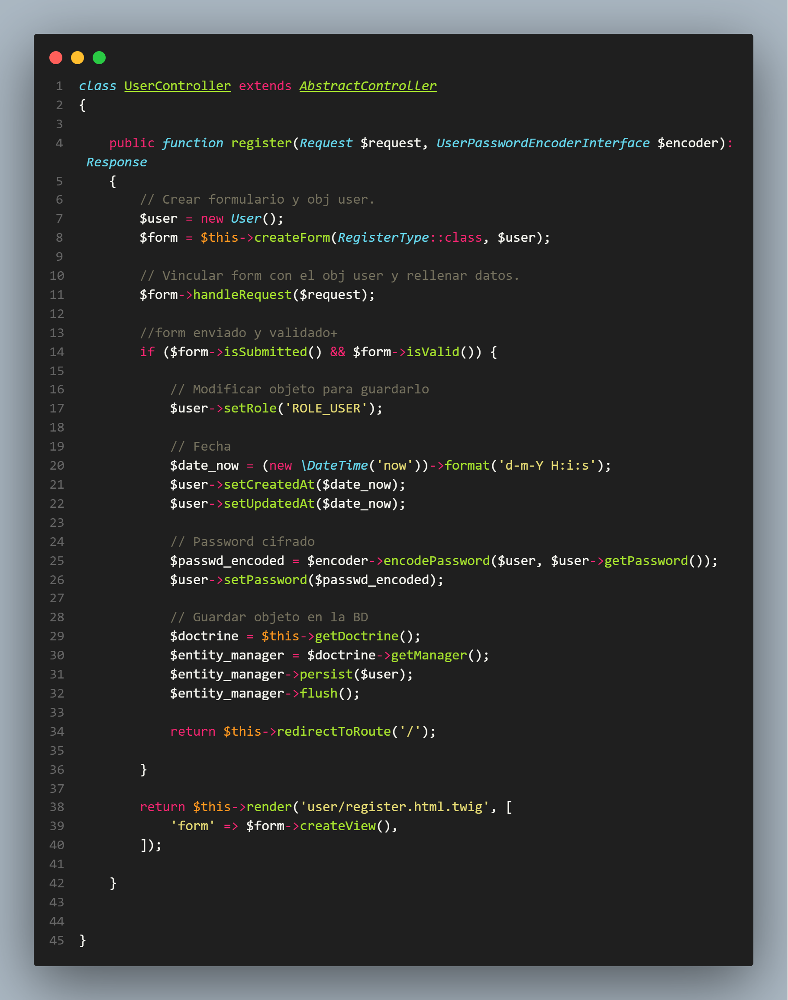 1 class UserController extends AbstractController
2 {
3
4     public function register(Request $request, UserPasswordEncoderInterface $encoder):
 Response
5     {
6         // Crear formulario y obj user.
7         $user = new User();
8         $form = $this->createForm(RegisterType::class, $user);
9
10         // Vincular form con el obj user y rellenar datos.
11         $form->handleRequest($request);
12
13         //form enviado y validado+
14         if ($form->isSubmitted() && $form->isValid()) {
15
16             // Modificar objeto para guardarlo
17             $user->setRole('ROLE_USER');
18
19             // Fecha
20             $date_now = (new \DateTime('now'))->format('d-m-Y H:i:s');
21             $user->setCreatedAt($date_now);
22             $user->setUpdatedAt($date_now);
23
24             // Password cifrado
25             $passwd_encoded = $encoder->encodePassword($user, $user->getPassword());
26             $user->setPassword($passwd_encoded);
27
28             // Guardar objeto en la BD
29             $doctrine = $this->getDoctrine();
30             $entity_manager = $doctrine->getManager();
31             $entity_manager->persist($user);
32             $entity_manager->flush();
33
34             return $this->redirectToRoute('/');
35
36         }
37
38         return $this->render('user/register.html.twig', [
39             'form' => $form->createView(),
40         ]);
41
42     }
43
44
45 }